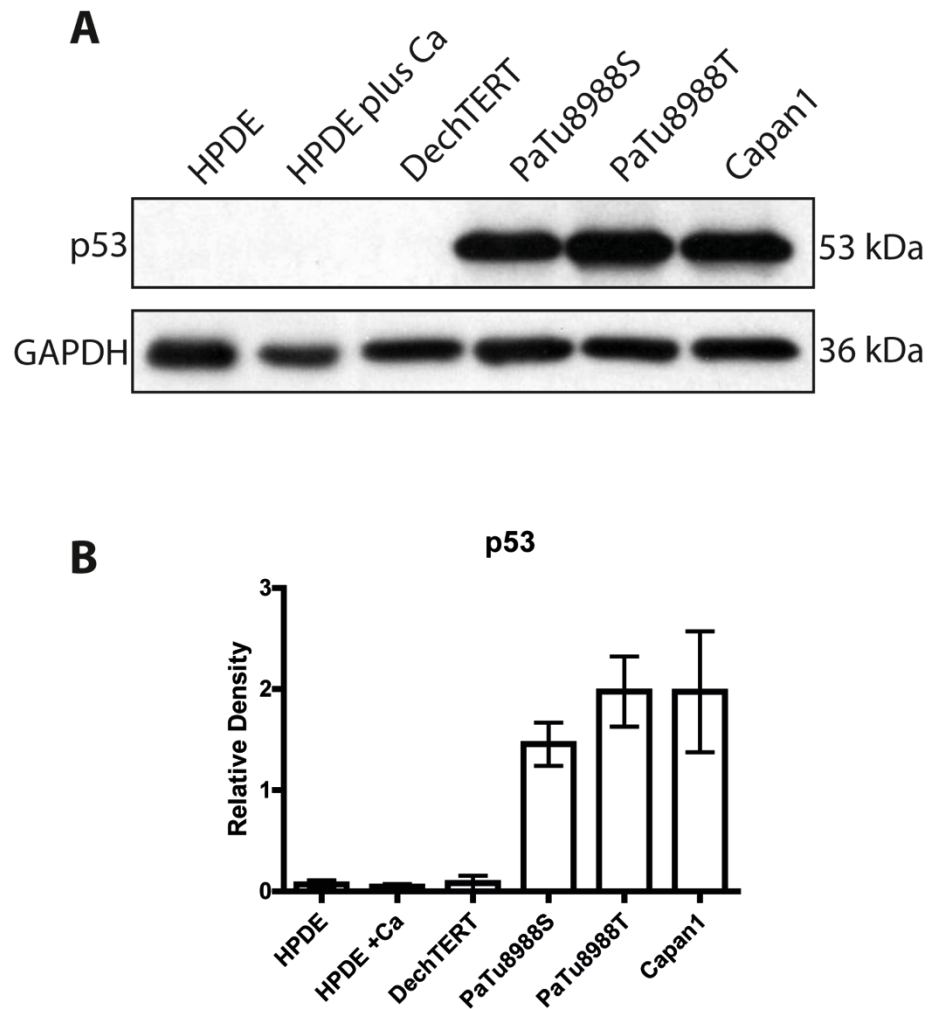 A
HPDE
HPDE plus Ca
DechTERT
PaTu8988S
PaTu8988T
Capan1
p53
53 kDa
GAPDH
36 kDa
B
p53
Relative Density
3
2
1
0
HPDE
HPDE +Ca
DechTERT
PaTu8988S
PaTu8988T
Capan1